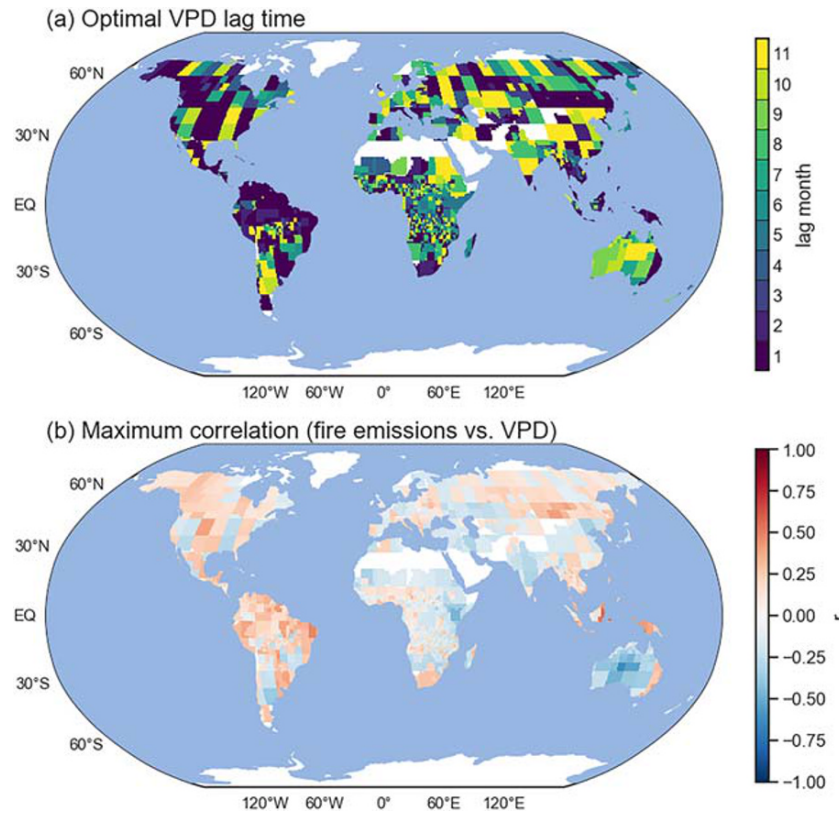 (a) Optimal VPD lag time
60°N
30°N
EQ
30°S
60°S
120°W 60°W 0° 60°E 120°E
11
10
9
8
7
6
5
4
3
2
1
lag month
(b) Maximum correlation (fire emissions vs. VPD)
60°N
30°N
EQ
30°S
60°S
120°W 60°W 0° 60°E 120°E
1.00
0.75
0.50
0.25
0.00
−0.25
−0.50
−0.75
−1.00